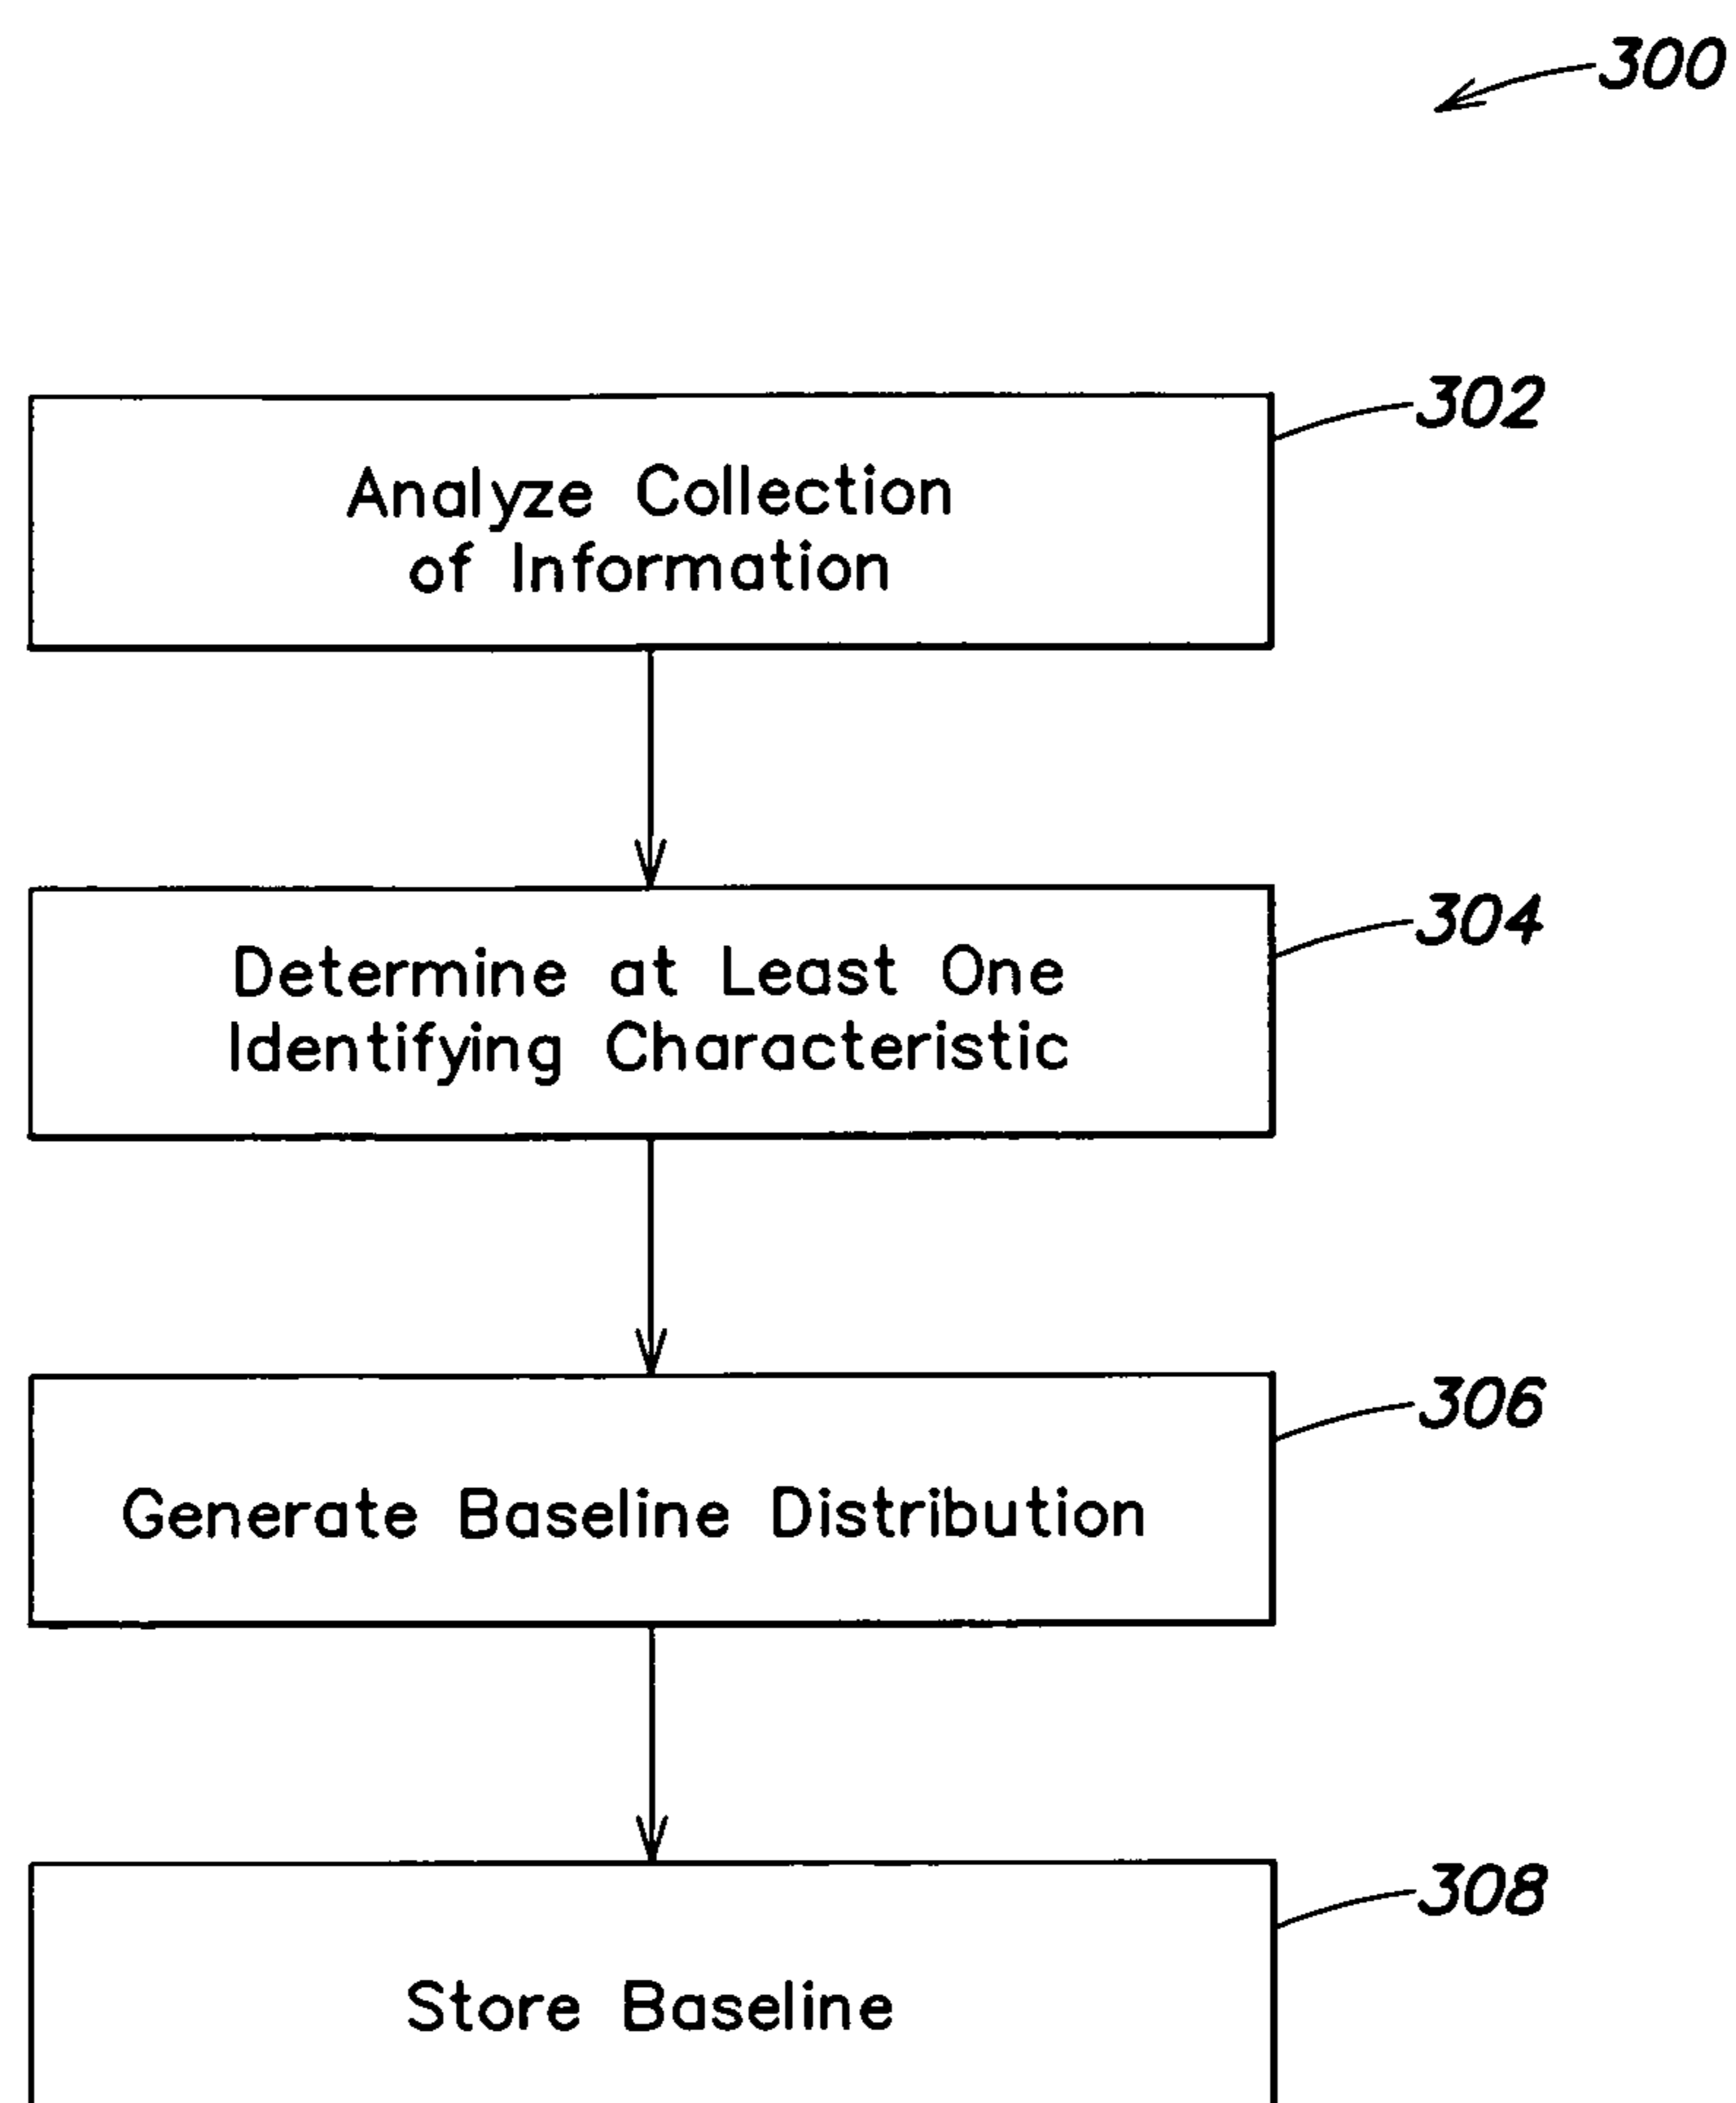 300
302
Analyze Collection
of Information
304
Determine at Least One
Identifying Characteristic
306
Generate Baseline Distribution
308
Store Baseline